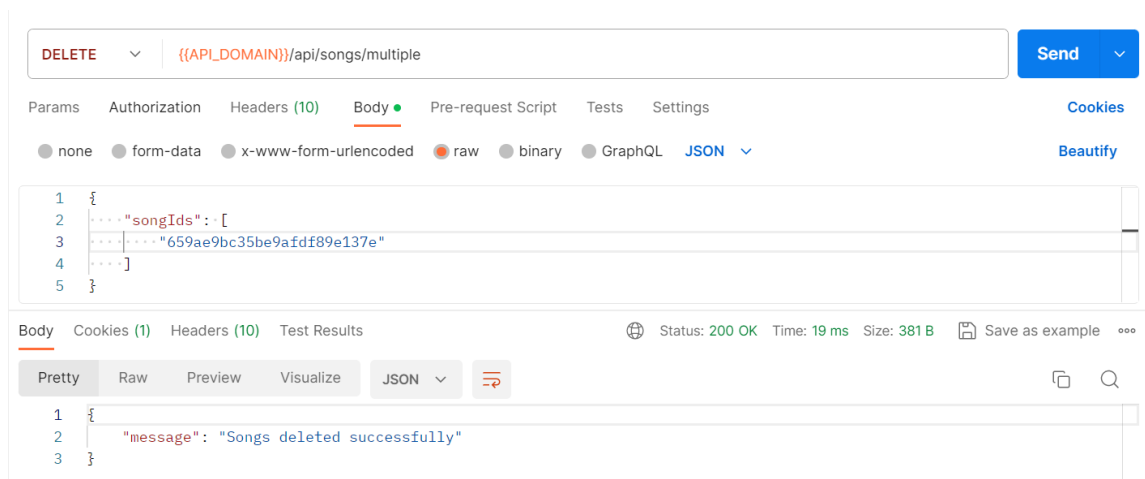 DELETE {{API_DOMAIN}}/api/songs/multiple Send
Params Authorization Headers (10) Body Pre-request Script Tests Settings Cookies
none form-data x-www-form-urlencoded raw binary GraphQL JSON Beautify
1 {
2 "songIds": [
3 "659ae9bc35be9afdf89e137e"
4 ]
5 }
Body Cookies (1) Headers (10) Test Results Status: 200 OK Time: 19 ms Size: 381 B Save as example
Pretty Raw Preview Visualize JSON
1 {
2 "message": "Songs deleted successfully"
3 }